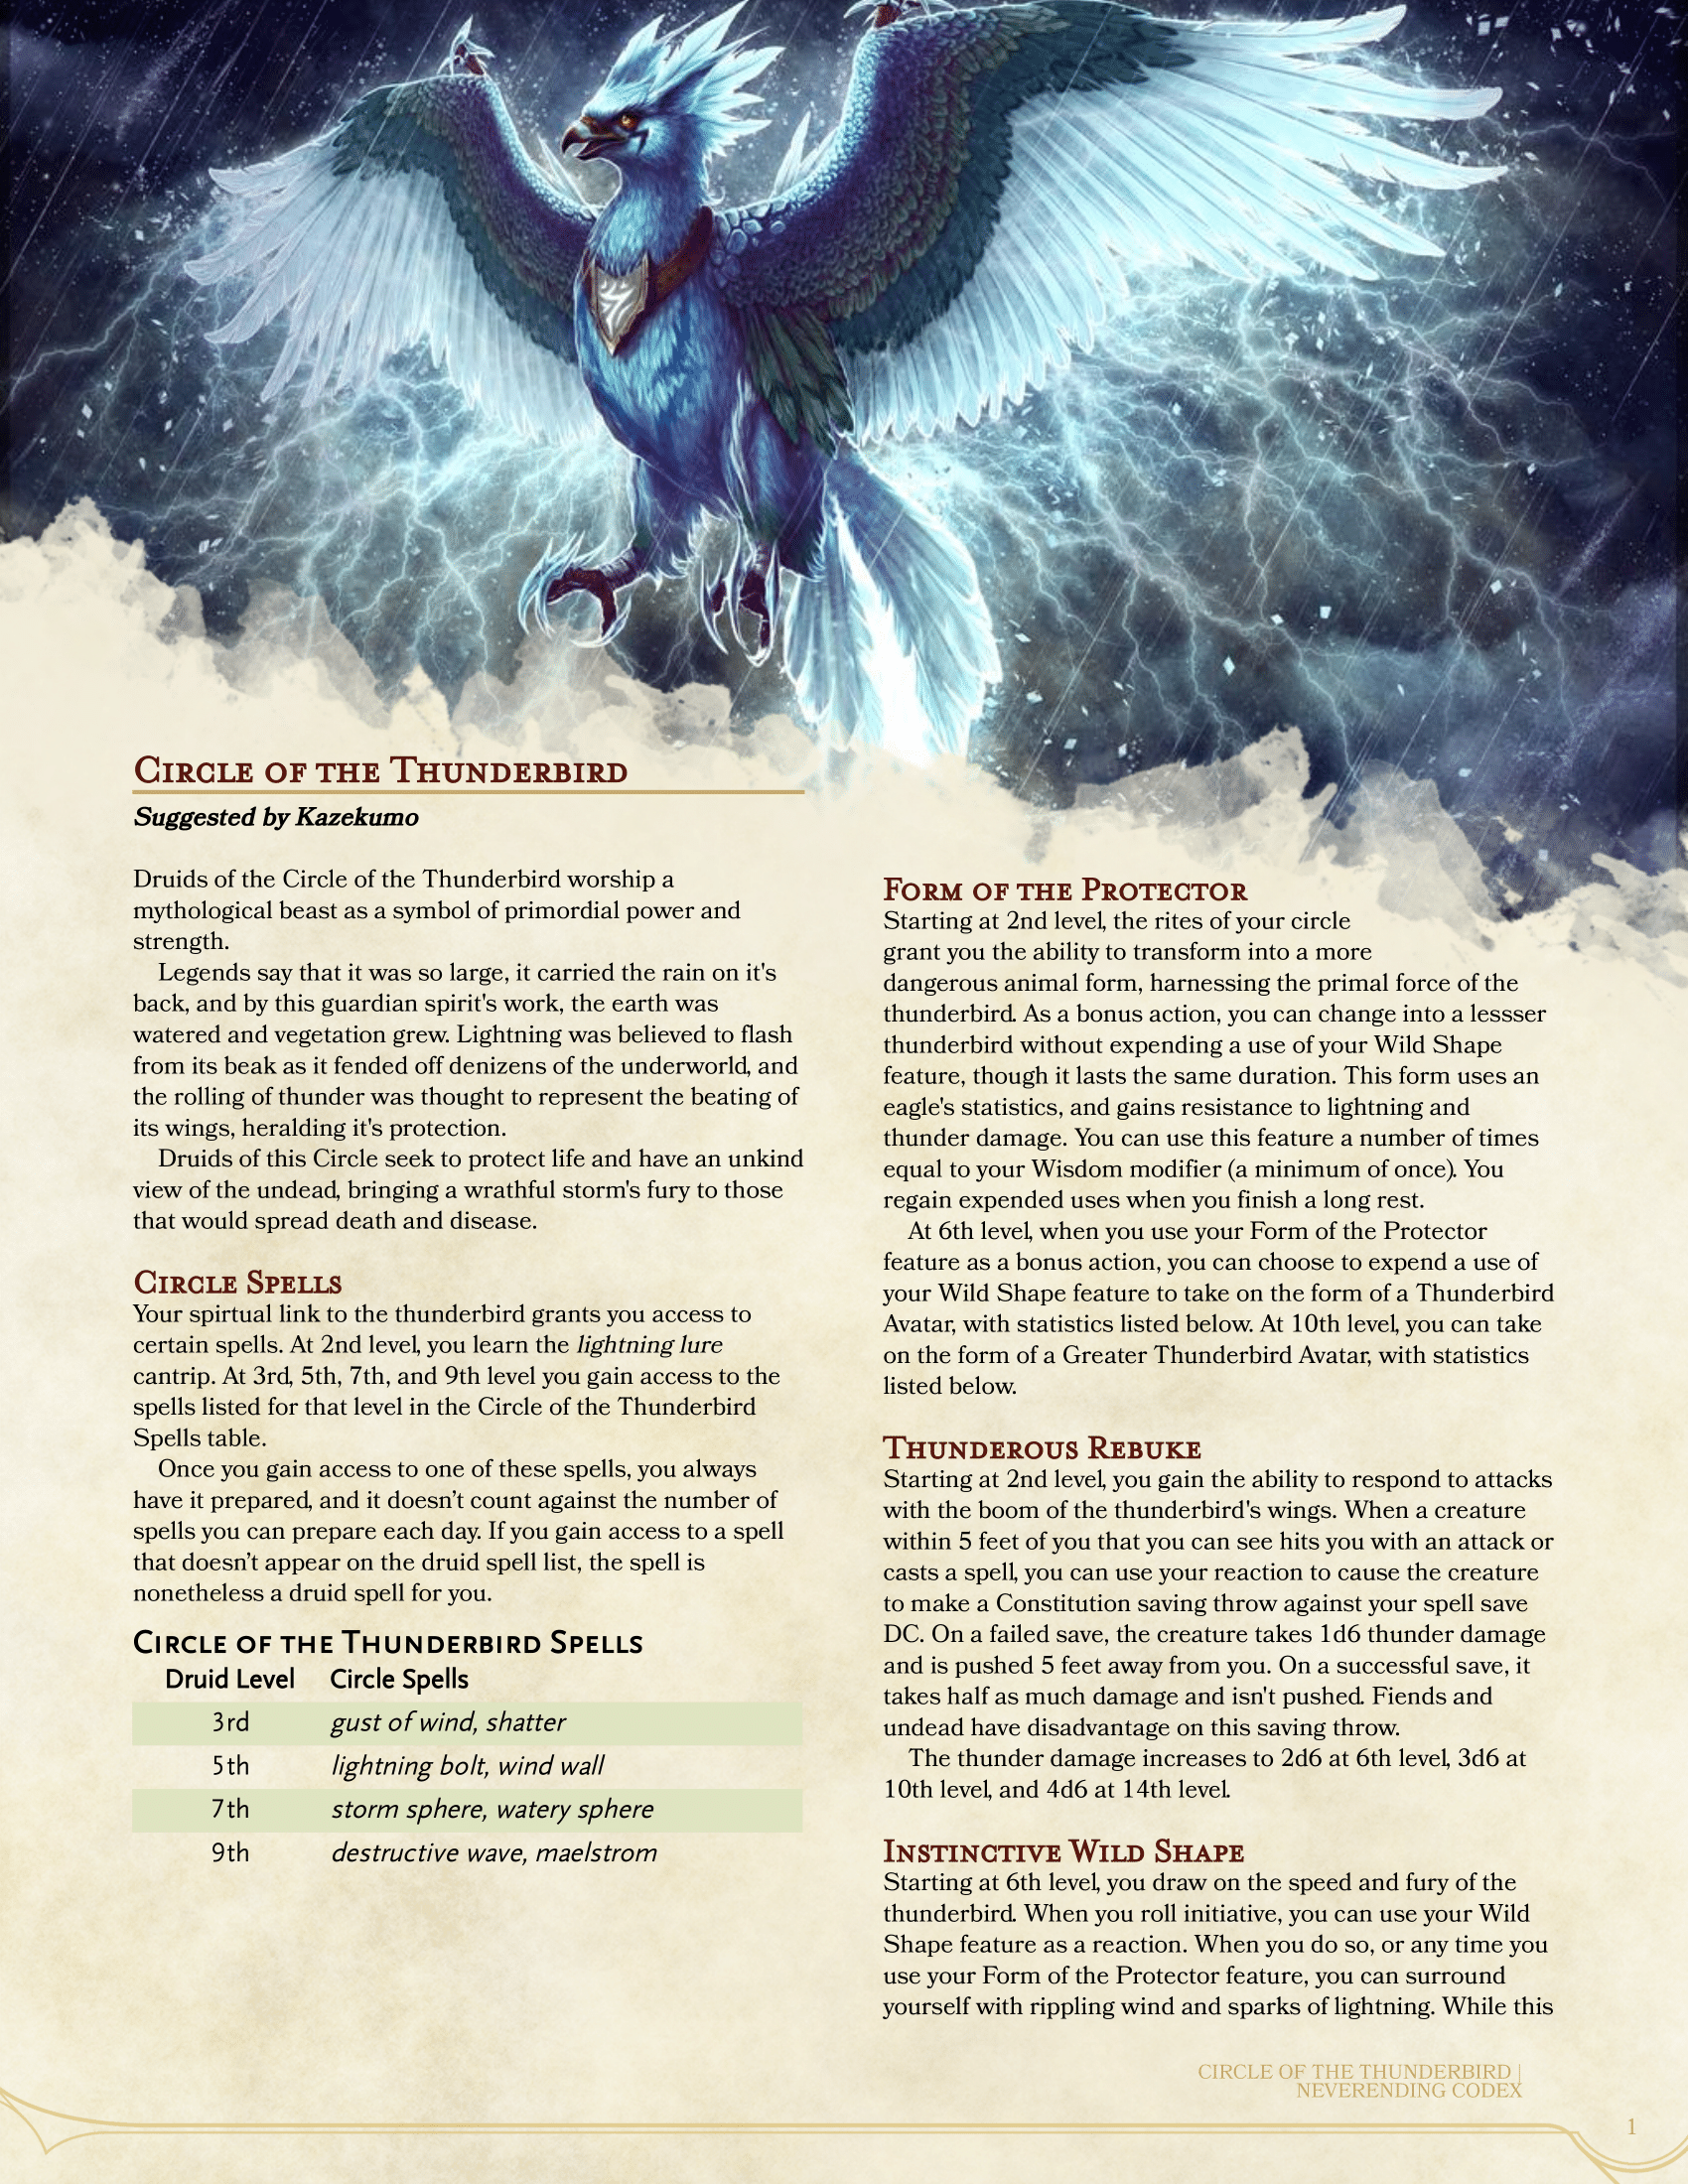 Circle of the Thunderbird
Suggested by Kazekumo
Druids of the Circle of the Thunderbird worship a
mythological beast as a symbol of primordial power and
strength.
Legends say that it was so large, it carried the rain on it's
back, and by this guardian spirit's work, the earth was
watered and vegetation grew. Lightning was believed to flash
from its beak as it fended off denizens of the underworld, and
the rolling of thunder was thought to represent the beating of
its wings, heralding it's protection.
Druids of this Circle seek to protect life and have an unkind
view of the undead, bringing a wrathful storm's fury to those
that would spread death and disease.
Circle Spells
Your spirtual link to the thunderbird grants you access to
certain spells. At 2nd level, you learn the lightning lure
cantrip. At 3rd, 5th, 7th, and 9th level you gain access to the
spells listed for that level in the Circle of the Thunderbird
Spells table.
Once you gain access to one of these spells, you always
have it prepared, and it doesn’t count against the number of
spells you can prepare each day. If you gain access to a spell
that doesn’t appear on the druid spell list, the spell is
nonetheless a druid spell for you.
Circle of the Thunderbird Spells
Druid Level Circle Spells
3rd gust of wind, shatter
5th lightning bolt, wind wall
7th storm sphere, watery sphere
9th destructive wave, maelstrom
Form of the Protector
Starting at 2nd level, the rites of your circle
grant you the ability to transform into a more
dangerous animal form, harnessing the primal force of the
thunderbird. As a bonus action, you can change into a lessser
thunderbird without expending a use of your Wild Shape
feature, though it lasts the same duration. This form uses an
eagle's statistics, and gains resistance to lightning and
thunder damage. You can use this feature a number of times
equal to your Wisdom modifier (a minimum of once). You
regain expended uses when you finish a long rest.
At 6th level, when you use your Form of the Protector
feature as a bonus action, you can choose to expend a use of
your Wild Shape feature to take on the form of a Thunderbird
Avatar, with statistics listed below. At 10th level, you can take
on the form of a Greater Thunderbird Avatar, with statistics
listed below.
Thunderous Rebuke
Starting at 2nd level, you gain the ability to respond to attacks
with the boom of the thunderbird's wings. When a creature
within 5 feet of you that you can see hits you with an attack or
casts a spell, you can use your reaction to cause the creature
to make a Constitution saving throw against your spell save
DC. On a failed save, the creature takes 1d6 thunder damage
and is pushed 5 feet away from you. On a successful save, it
takes half as much damage and isn't pushed. Fiends and
undead have disadvantage on this saving throw.
The thunder damage increases to 2d6 at 6th level, 3d6 at
10th level, and 4d6 at 14th level.
Instinctive Wild Shape
Starting at 6th level, you draw on the speed and fury of the
thunderbird. When you roll initiative, you can use your Wild
Shape feature as a reaction. When you do so, or any time you
use your Form of the Protector feature, you can surround
yourself with rippling wind and sparks of lightning. While this
CIRCLE OF THE THUNDERBIRD |
NEVERENDING CODEX
1